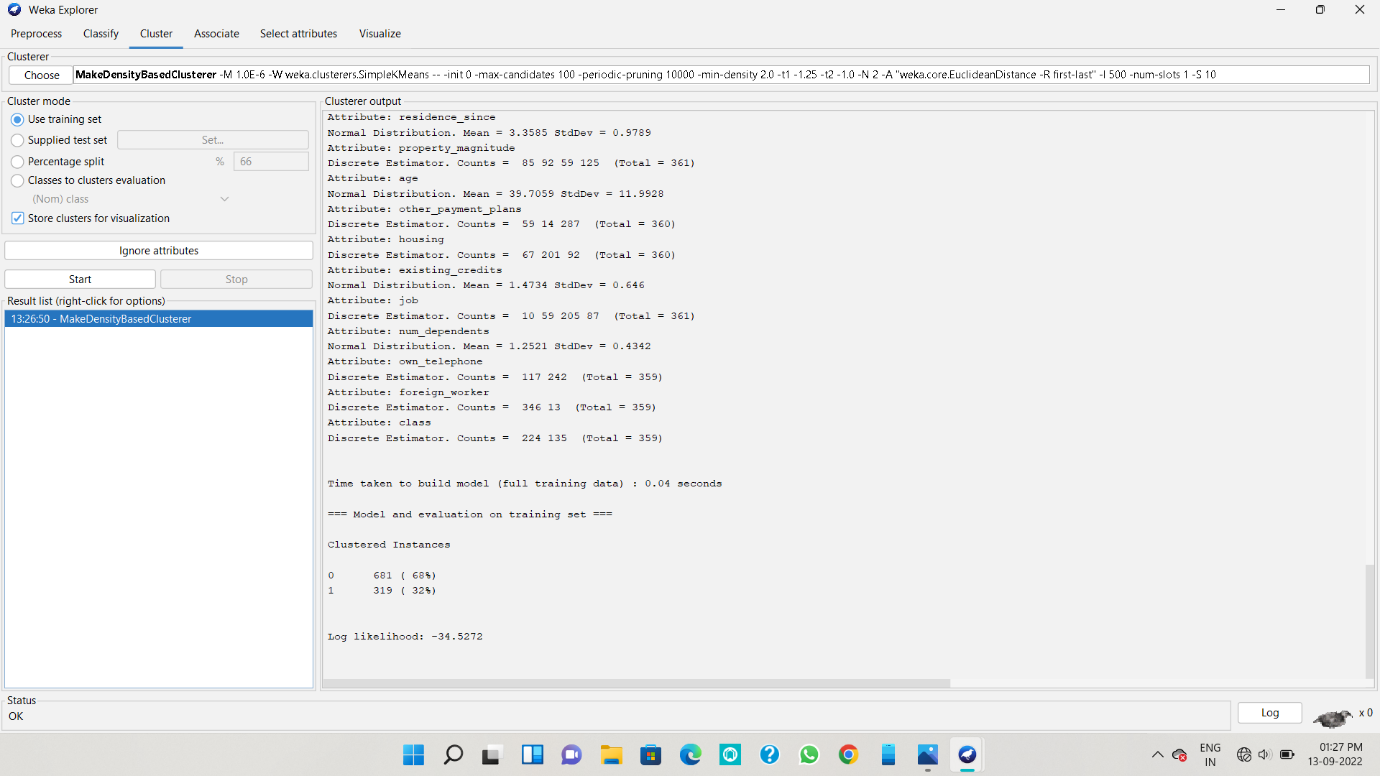 Weka Explorer
Preprocess Classify Cluster Associate Select attributes Visualize
Clusterer
Choose MakeDensityBasedClusterer -M 1.0E-6 -W weka.clusterers.SimpleKMeans -- -init 0 -max-candidates 100 -periodic-pruning 10000 -min-density 2.0 -t1 -1.25 -t2 -1.0 -N 2 -A "weka.core.EuclideanDistance -R first-last" -I 500 -num-slots 1 -S 10
Cluster mode
Use training set
Supplied test set Set...
Percentage split % 66
Classes to clusters evaluation
(Nom) class
Store clusters for visualization
Ignore attributes
Start Stop
Result list (right-click for options)
13:26:50 - MakeDensityBasedClusterer
Clusterer output
Attribute: residence_since
Normal Distribution. Mean = 3.3585 StdDev = 0.9789
Attribute: property_magnitude
Discrete Estimator. Counts = 85 92 59 125 (Total = 361)
Attribute: age
Normal Distribution. Mean = 39.7059 StdDev = 11.9928
Attribute: other_payment_plans
Discrete Estimator. Counts = 59 14 287 (Total = 360)
Attribute: housing
Discrete Estimator. Counts = 67 201 92 (Total = 360)
Attribute: existing_credits
Normal Distribution. Mean = 1.4734 StdDev = 0.646
Attribute: job
Discrete Estimator. Counts = 10 59 205 87 (Total = 361)
Attribute: num_dependents
Normal Distribution. Mean = 1.2521 StdDev = 0.4342
Attribute: own_telephone
Discrete Estimator. Counts = 117 242 (Total = 359)
Attribute: foreign_worker
Discrete Estimator. Counts = 346 13 (Total = 359)
Attribute: class
Discrete Estimator. Counts = 224 135 (Total = 359)
Time taken to build model (full training data) : 0.04 seconds
=== Model and evaluation on training set ===
Clustered Instances
0 681 ( 68%)
1 319 ( 32%)
Log likelihood: -34.5272
Status
OK
Log x 0
ENG
IN
01:27 PM
13-09-2022